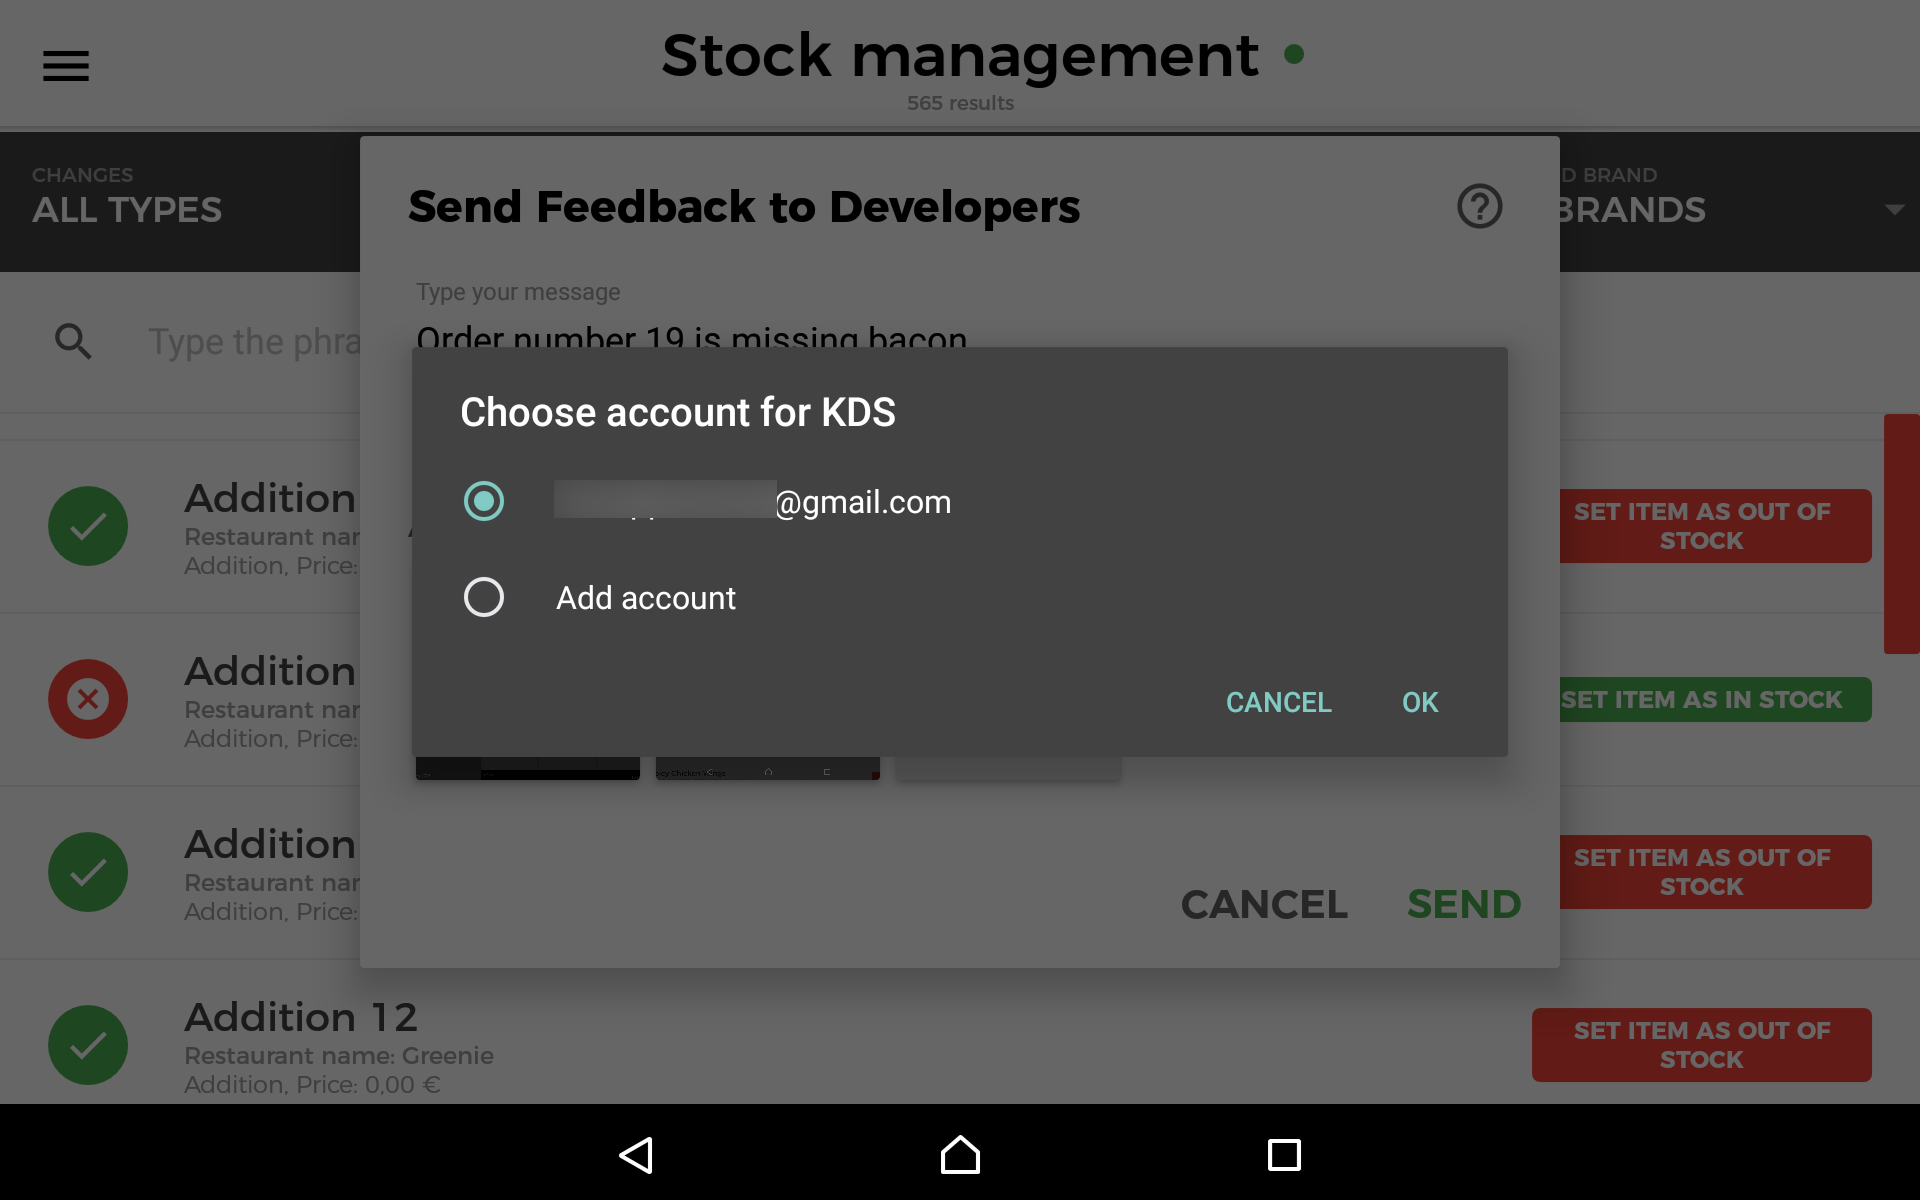 Stock management
565 results
CHANGES
ALL TYPES
D BRAND
BRANDS
Send Feedback to Developers
Type your message
Order number 19 is missing bacon
Type the phra
Choose account for KDS
@gmail.com
Add account
CANCEL
OK
Addition
Restaurant nar
Addition, Price:
SET ITEM AS OUT OF
STOCK
Addition
Restaurant nar
Addition, Price:
SET ITEM AS IN STOCK
icy Chicken Wings
Addition
Restaurant nar
Addition, Price:
SET ITEM AS OUT OF
STOCK
CANCEL
SEND
Addition 12
Restaurant name: Greenie
Addition, Price: 0,00 €
SET ITEM AS OUT OF
STOCK